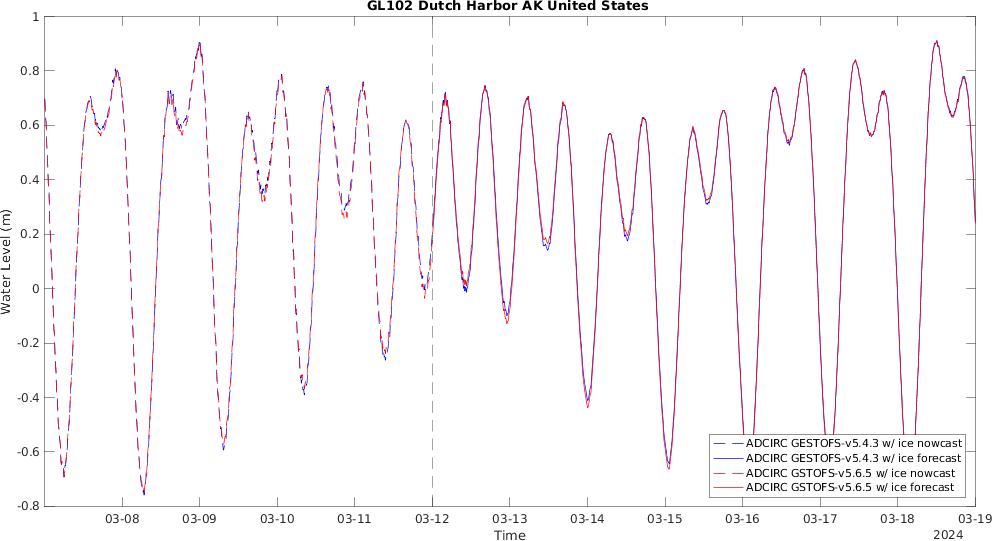 GL102 Dutch Harbor AK United States
Water Level (m)
1
0.8
0.6
0.4
0.2
0
-0.2
-0.4
-0.6
-0.8
ADCIRC GESTOFS-v5.4.3 w/ ice nowcast
ADCIRC GESTOFS-v5.4.3 w/ ice forecast
ADCIRC GSTOFS-v5.6.5 w/ ice nowcast
ADCIRC GSTOFS-v5.6.5 w/ ice forecast
03-08 03-09 03-10 03-11 03-12 03-13 03-14 03-15 03-16 03-17 03-18 03-19
Time
2024